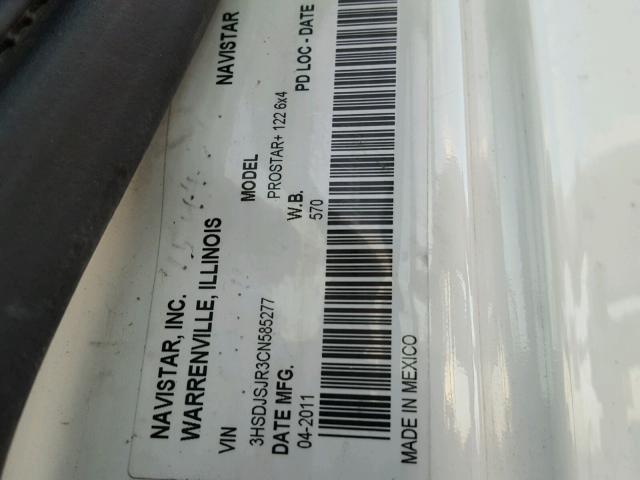 NAVISTAR, INC. NAVISTAR
WARRENVILLE, ILLINOIS
VIN MODEL PD LOC - DATE
3HSDJSJR3CN585277 PROSTAR+ 122 6x4
DATE MFG. W.B.
04-2011 570
MADE IN MEXICO